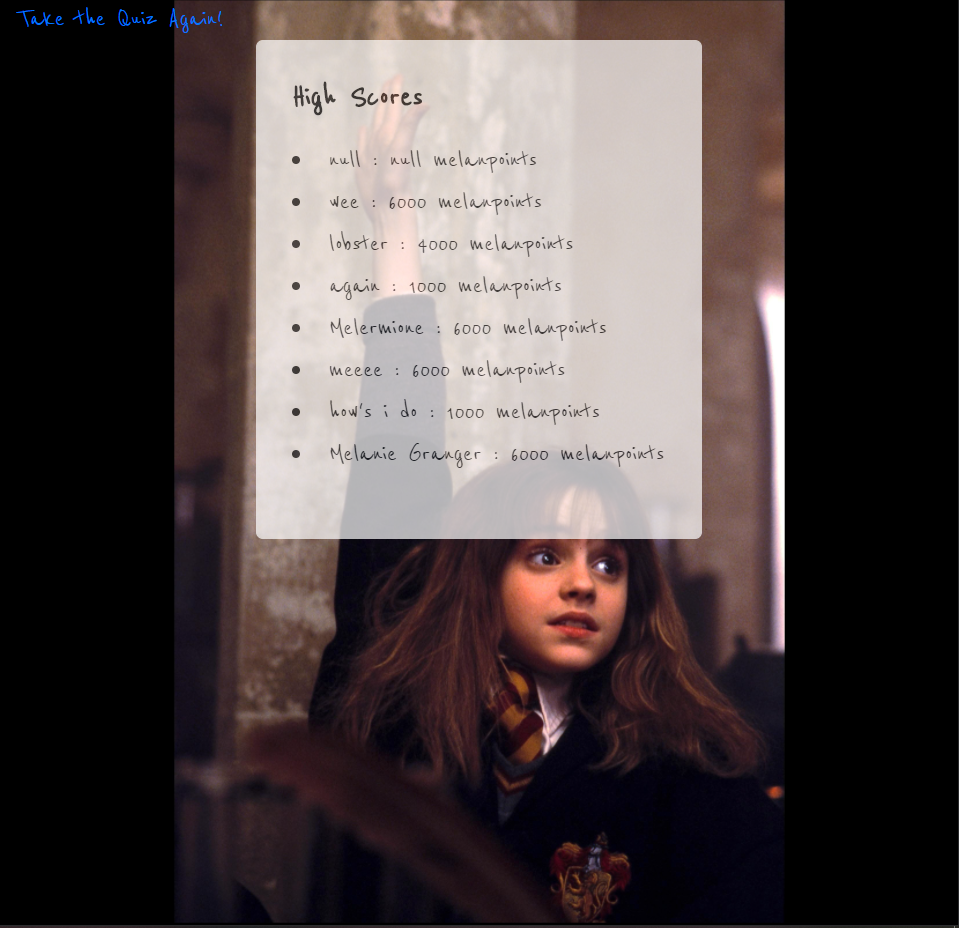 Take the Quiz Again!
High Scores
null : null melanpoints
wee : 6000 melanpoints
lobster : 4000 melanpoints
again : 1000 melanpoints
Melermione : 6000 melanpoints
meeee : 6000 melanpoints
how's i do : 1000 melanpoints
Melanie Granger : 6000 melanpoints